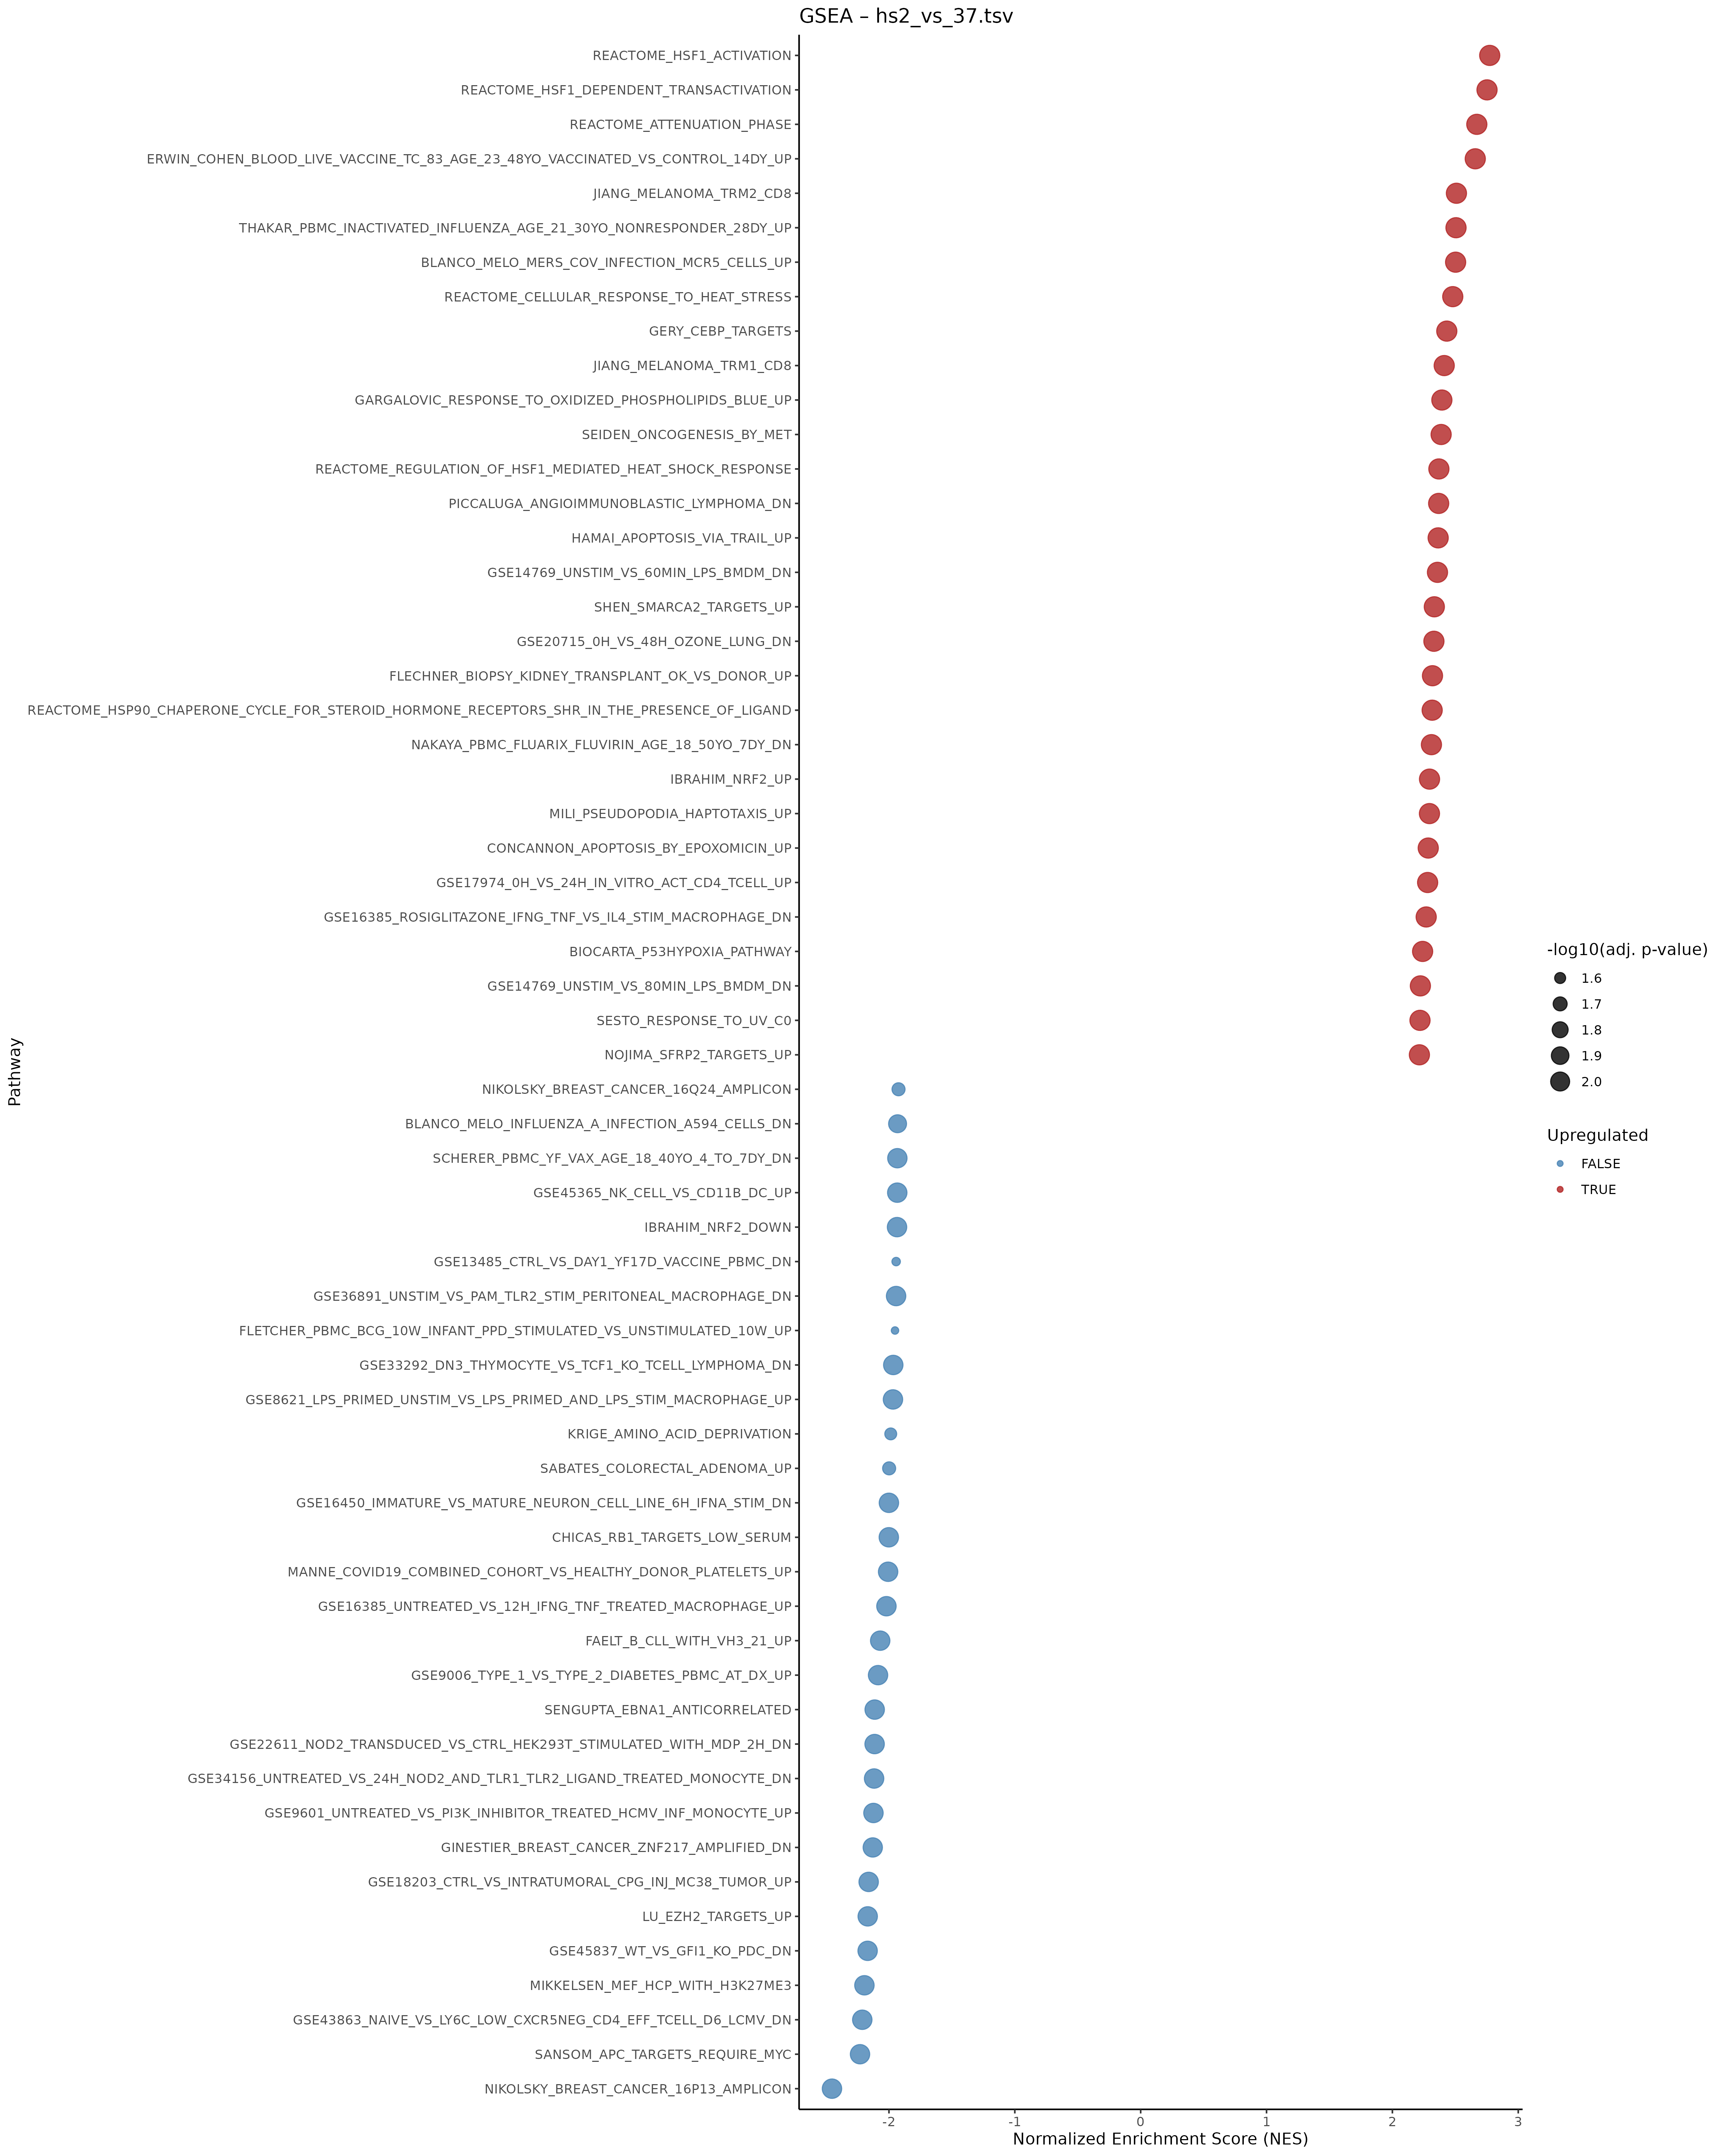 GSEA – hs2_vs_37.tsv
REACTOME_HSF1_ACTIVATION
REACTOME_HSF1_DEPENDENT_TRANSACTIVATION
REACTOME_ATTENUATION_PHASE
ERWIN_COHEN_BLOOD_LIVE_VACCINE_TC_83_AGE_23_48YO_VACCINATED_VS_CONTROL_14DY_UP
JIANG_MELANOMA_TRM2_CD8
THAKAR_PBMC_INACTIVATED_INFLUENZA_AGE_21_30YO_NONRESPONDER_28DY_UP
BLANCO_MELO_MERS_COV_INFECTION_MCR5_CELLS_UP
REACTOME_CELLULAR_RESPONSE_TO_HEAT_STRESS
GERY_CEBP_TARGETS
JIANG_MELANOMA_TRM1_CD8
GARGALOVIC_RESPONSE_TO_OXIDIZED_PHOSPHOLIPIDS_BLUE_UP
SEIDEN_ONCOGENESIS_BY_MET
REACTOME_REGULATION_OF_HSF1_MEDIATED_HEAT_SHOCK_RESPONSE
PICCALUGA_ANGIOIMMUNOBLASTIC_LYMPHOMA_DN
HAMAI_APOPTOSIS_VIA_TRAIL_UP
GSE14769_UNSTIM_VS_60MIN_LPS_BMDM_DN
SHEN_SMARCA2_TARGETS_UP
GSE20715_0H_VS_48H_OZONE_LUNG_DN
FLECHNER_BIOPSY_KIDNEY_TRANSPLANT_OK_VS_DONOR_UP
REACTOME_HSP90_CHAPERONE_CYCLE_FOR_STEROID_HORMONE_RECEPTORS_SHR_IN_THE_PRESENCE_OF_LIGAND
NAKAYA_PBMC_FLUARIX_FLUVIRIN_AGE_18_50YO_7DY_DN
IBRAHIM_NRF2_UP
MILI_PSEUDOPODIA_HAPTOTAXIS_UP
CONCANNON_APOPTOSIS_BY_EPOXOMICIN_UP
GSE17974_0H_VS_24H_IN_VITRO_ACT_CD4_TCELL_UP
GSE16385_ROSIGLITAZONE_IFNG_TNF_VS_IL4_STIM_MACROPHAGE_DN
BIOCARTA_P53HYPOXIA_PATHWAY
GSE14769_UNSTIM_VS_80MIN_LPS_BMDM_DN
SESTO_RESPONSE_TO_UV_C0
NOJIMA_SFRP2_TARGETS_UP
NIKOLSKY_BREAST_CANCER_16Q24_AMPLICON
BLANCO_MELO_INFLUENZA_A_INFECTION_A594_CELLS_DN
SCHERER_PBMC_YF_VAX_AGE_18_40YO_4_TO_7DY_DN
GSE45365_NK_CELL_VS_CD11B_DC_UP
IBRAHIM_NRF2_DOWN
GSE13485_CTRL_VS_DAY1_YF17D_VACCINE_PBMC_DN
GSE36891_UNSTIM_VS_PAM_TLR2_STIM_PERITONEAL_MACROPHAGE_DN
FLETCHER_PBMC_BCG_10W_INFANT_PPD_STIMULATED_VS_UNSTIMULATED_10W_UP
GSE33292_DN3_THYMOCYTE_VS_TCF1_KO_TCELL_LYMPHOMA_DN
GSE8621_LPS_PRIMED_UNSTIM_VS_LPS_PRIMED_AND_LPS_STIM_MACROPHAGE_UP
KRIGE_AMINO_ACID_DEPRIVATION
SABATES_COLORECTAL_ADENOMA_UP
GSE16450_IMMATURE_VS_MATURE_NEURON_CELL_LINE_6H_IFNA_STIM_DN
CHICAS_RB1_TARGETS_LOW_SERUM
MANNE_COVID19_COMBINED_COHORT_VS_HEALTHY_DONOR_PLATELETS_UP
GSE16385_UNTREATED_VS_12H_IFNG_TNF_TREATED_MACROPHAGE_UP
FAELT_B_CLL_WITH_VH3_21_UP
GSE9006_TYPE_1_VS_TYPE_2_DIABETES_PBMC_AT_DX_UP
SENGUPTA_EBNA1_ANTICORRELATED
GSE22611_NOD2_TRANSDUCED_VS_CTRL_HEK293T_STIMULATED_WITH_MDP_2H_DN
GSE34156_UNTREATED_VS_24H_NOD2_AND_TLR1_TLR2_LIGAND_TREATED_MONOCYTE_DN
GSE9601_UNTREATED_VS_PI3K_INHIBITOR_TREATED_HCMV_INF_MONOCYTE_UP
GINESTIER_BREAST_CANCER_ZNF217_AMPLIFIED_DN
GSE18203_CTRL_VS_INTRATUMORAL_CPG_INJ_MC38_TUMOR_UP
LU_EZH2_TARGETS_UP
GSE45837_WT_VS_GFI1_KO_PDC_DN
MIKKELSEN_MEF_HCP_WITH_H3K27ME3
GSE43863_NAIVE_VS_LY6C_LOW_CXCR5NEG_CD4_EFF_TCELL_D6_LCMV_DN
SANSOM_APC_TARGETS_REQUIRE_MYC
NIKOLSKY_BREAST_CANCER_16P13_AMPLICON
Pathway
-2 -1 0 1 2 3
Normalized Enrichment Score (NES)
-log10(adj. p-value)
1.6
1.7
1.8
1.9
2.0
Upregulated
FALSE
TRUE